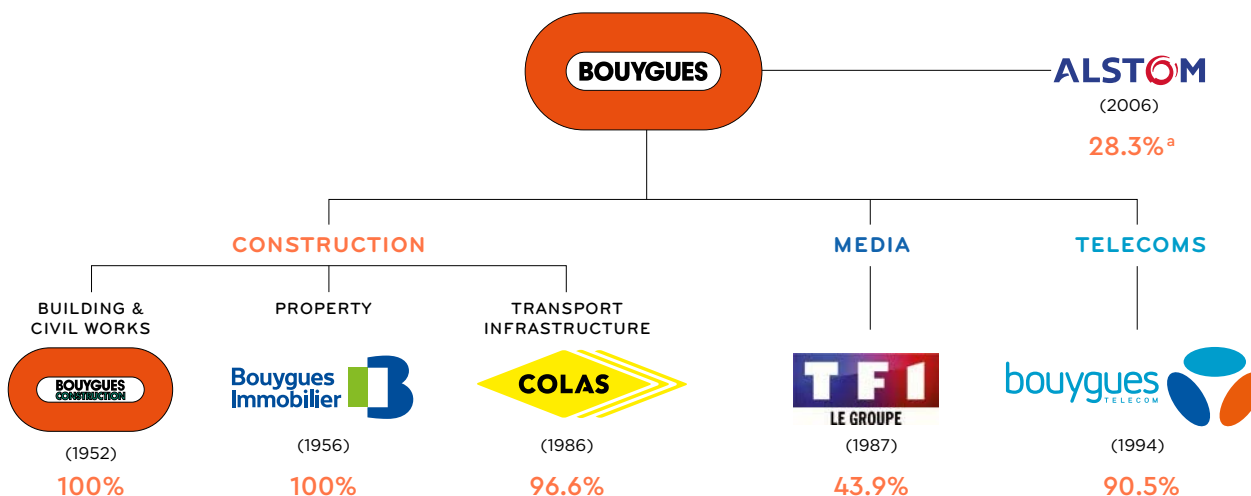 BOUYGUES
ALSTOM
(2006)
28.3% a
CONSTRUCTION
MEDIA
TELECOMS
BUILDING &
CIVIL WORKS
PROPERTY
TRANSPORT
INFRASTRUCTURE
BOUYGUES
CONSTRUCTION
Bouygues
Immobilier
COLAS
TF1
LE GROUPE
bouygues
TELECOM
(1952)
(1956)
(1986)
(1987)
(1994)
100%
100%
96.6%
43.9%
90.5%